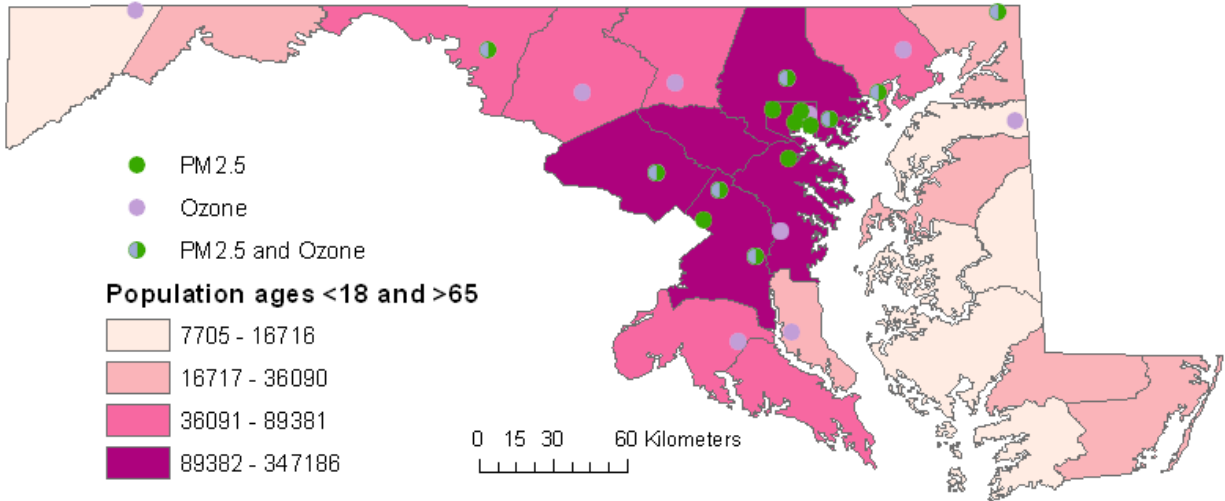 PM2.5
Ozone
PM2.5 and Ozone
Population ages <18 and >65
7705 - 16716
16717 - 36090
36091 - 89381
89382 - 347186
0 15 30 60 Kilometers